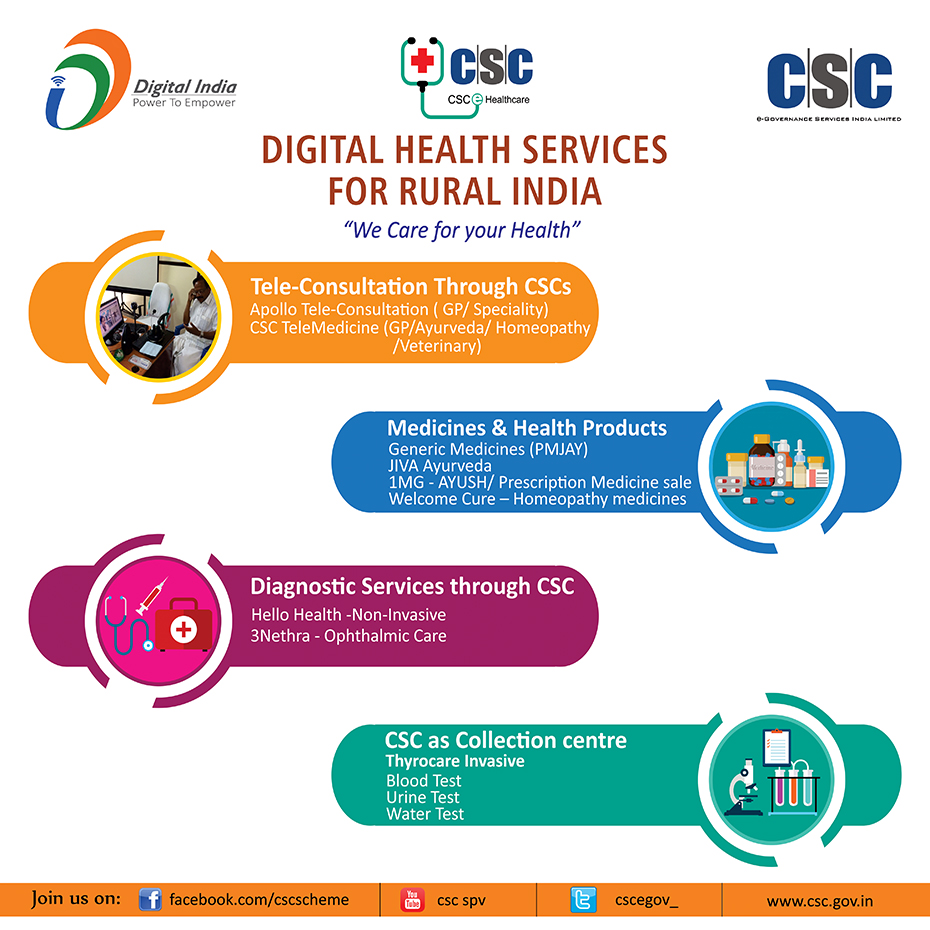 Digital India
Power To Empower
CSC
CSC e Healthcare
CSC
e-Governance Services India Limited
DIGITAL HEALTH SERVICES
FOR RURAL INDIA
“We Care for your Health”
Tele-Consultation Through CSCs
Apollo Tele-Consultation ( GP/ Speciality)
CSC TeleMedicine (GP/Ayurveda/ Homeopathy
/Veterinary)
Medicines & Health Products
Generic Medicines (PMJAY)
JIVA Ayurveda
1MG - AYUSH/ Prescription Medicine sale
Welcome Cure – Homeopathy medicines
Medicine
Diagnostic Services through CSC
Hello Health -Non-Invasive
3Nethra - Ophthalmic Care
CSC as Collection centre
Thyrocare Invasive
Blood Test
Urine Test
Water Test
Join us on:
facebook.com/cscscheme
You Tube
csc spv
cscegov_
www.csc.gov.in